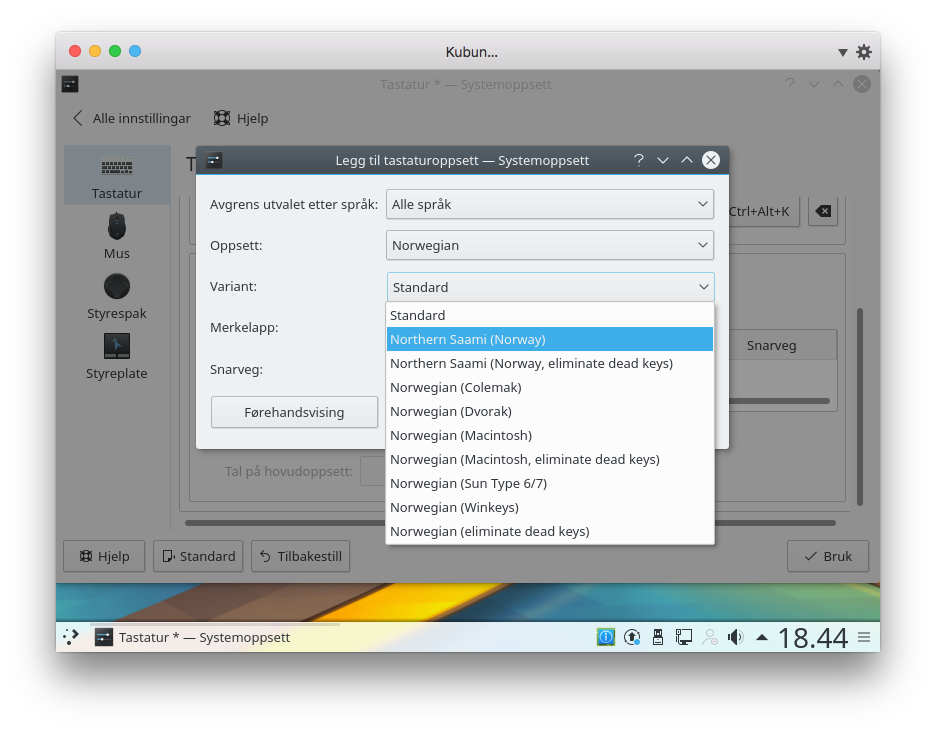 Kubun...
Tastatur * — Systemoppsett
Alle innstillingar
Hjelp
Tastatur
Mus
Styrespak
Styreplate
T
Legg til tastaturoppsett — Systemoppsett
Avgrens utvalet etter språk:
Alle språk
Ctrl+Alt+K
Oppsett:
Norwegian
Variant:
Standard
Merkelapp:
Snarveg:
Førehandsvising
Standard
Northern Saami (Norway)
Northern Saami (Norway, eliminate dead keys)
Norwegian (Colemak)
Norwegian (Dvorak)
Norwegian (Macintosh)
Norwegian (Macintosh, eliminate dead keys)
Norwegian (Sun Type 6/7)
Norwegian (Winkeys)
Norwegian (eliminate dead keys)
Snarveg
Tal på hovudoppsett:
Hjelp
Standard
Tilbakestill
Bruk
Tastatur * — Systemoppsett
18.44